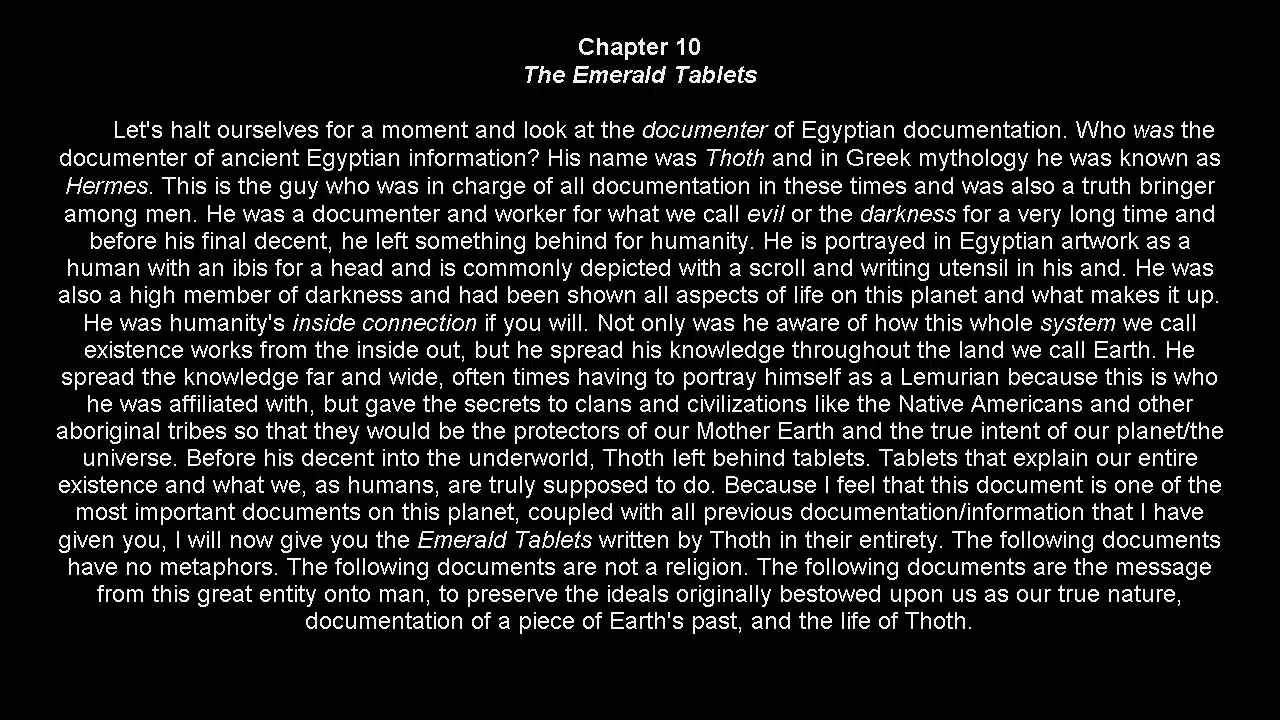 Chapter 10
The Emerald Tablets
Let's halt ourselves for a moment and look at the documenter of Egyptian documentation. Who was the
documenter of ancient Egyptian information? His name was Thoth and in Greek mythology he was known as
Hermes. This is the guy who was in charge of all documentation in these times and was also a truth bringer
among men. He was a documenter and worker for what we call evil or the darkness for a very long time and
before his final decent, he left something behind for humanity. He is portrayed in Egyptian artwork as a
human with an ibis for a head and is commonly depicted with a scroll and writing utensil in his and. He was
also a high member of darkness and had been shown all aspects of life on this planet and what makes it up.
He was humanity's inside connection if you will. Not only was he aware of how this whole system we call
existence works from the inside out, but he spread his knowledge throughout the land we call Earth. He
spread the knowledge far and wide, often times having to portray himself as a Lemurian because this is who
he was affiliated with, but gave the secrets to clans and civilizations like the Native Americans and other
aboriginal tribes so that they would be the protectors of our Mother Earth and the true intent of our planet/the
universe. Before his decent into the underworld, Thoth left behind tablets. Tablets that explain our entire
existence and what we, as humans, are truly supposed to do. Because I feel that this document is one of the
most important documents on this planet, coupled with all previous documentation/information that I have
given you, I will now give you the Emerald Tablets written by Thoth in their entirety. The following documents
have no metaphors. The following documents are not a religion. The following documents are the message
from this great entity onto man, to preserve the ideals originally bestowed upon us as our true nature,
documentation of a piece of Earth's past, and the life of Thoth.